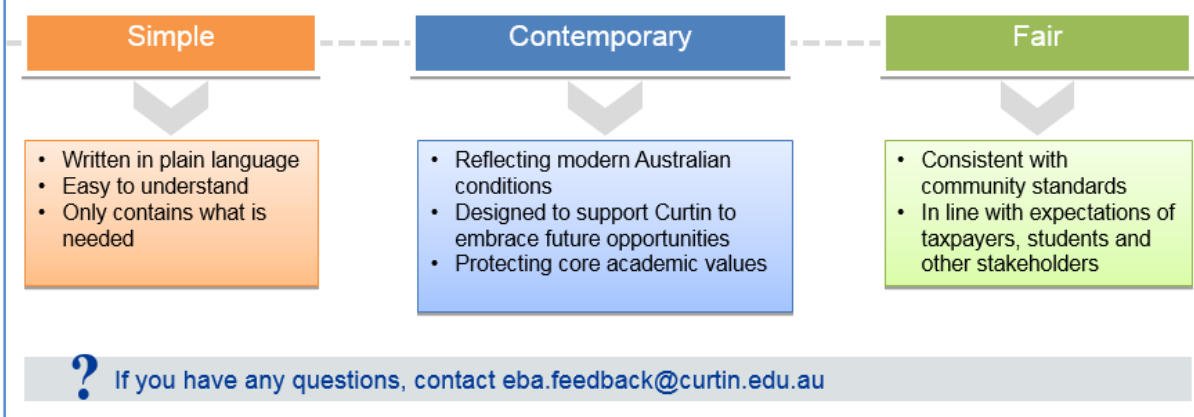 Simple
Contemporary
Fair
• Written in plain language
• Easy to understand
• Only contains what is
needed
• Reflecting modern Australian
conditions
• Designed to support Curtin to
embrace future opportunities
• Protecting core academic values
• Consistent with
community standards
• In line with expectations of
taxpayers, students and
other stakeholders
? If you have any questions, contact eba.feedback@curtin.edu.au